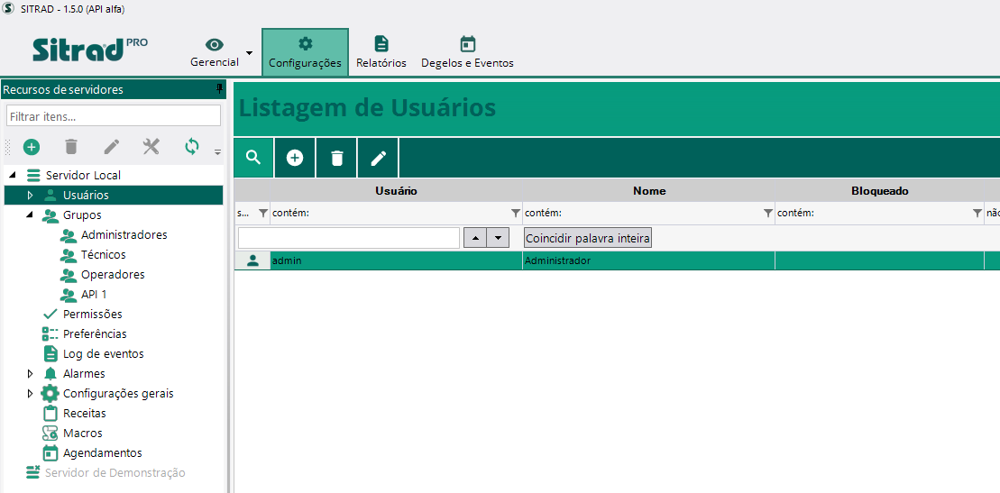 SITRAD - 1.5.0 (API alfa)
Sitrad PRO
Gerencial
Configurações
Relatórios
Degelos e Eventos
Recursos de servidores
Filtrar itens...
Servidor Local
Usuários
Grupos
Administradores
Técnicos
Operadores
API 1
Permissões
Preferências
Log de eventos
Alarmes
Configurações gerais
Receitas
Macros
Agendamentos
Servidor de Demonstração
Listagem de Usuários
Usuário Nome Bloqueado
s... contém: contém: contém: não
Coincidir palavra inteira
admin Administrador